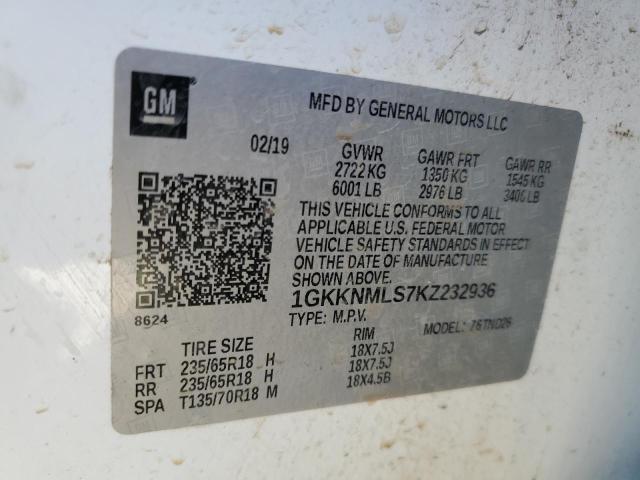 GM
MFD BY GENERAL MOTORS LLC
02/19
GVWR GAWR FRT GAWR RR
2722 KG 1350 KG 1545 KG
6001 LB 2976 LB 3406 LB
THIS VEHICLE CONFORMS TO ALL
APPLICABLE U.S. FEDERAL MOTOR
VEHICLE SAFETY STANDARDS IN EFFECT
ON THE DATE OF MANUFACTURE
SHOWN ABOVE.
1GKKNMLS7KZ232936
8624
TYPE: M.P.V. MODEL:
TIRE SIZE RIM
FRT 235/65R18 H 18X7.5J
RR 235/65R18 H 18X7.5J
SPA T135/70R18 M 18X4.5B